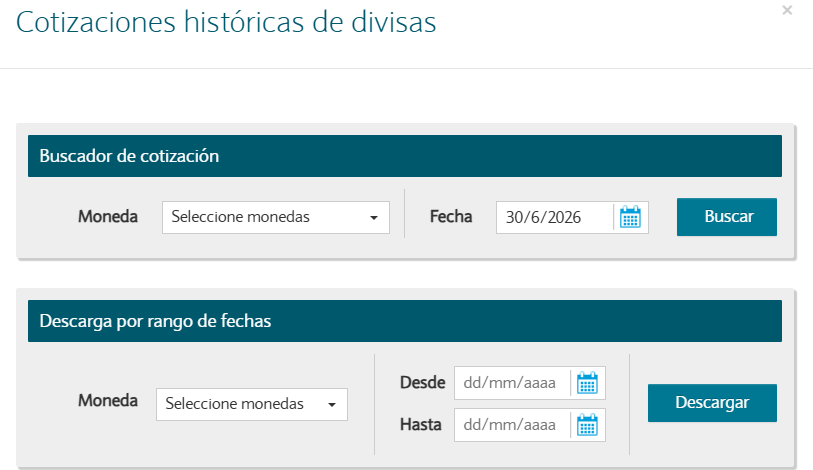 Cotizaciones históricas de divisas
×
Buscador de cotización
Moneda Seleccione monedas Fecha 30/6/2026 Buscar
Descarga por rango de fechas
Moneda Seleccione monedas Desde dd/mm/aaaa Descargar
Hasta dd/mm/aaaa